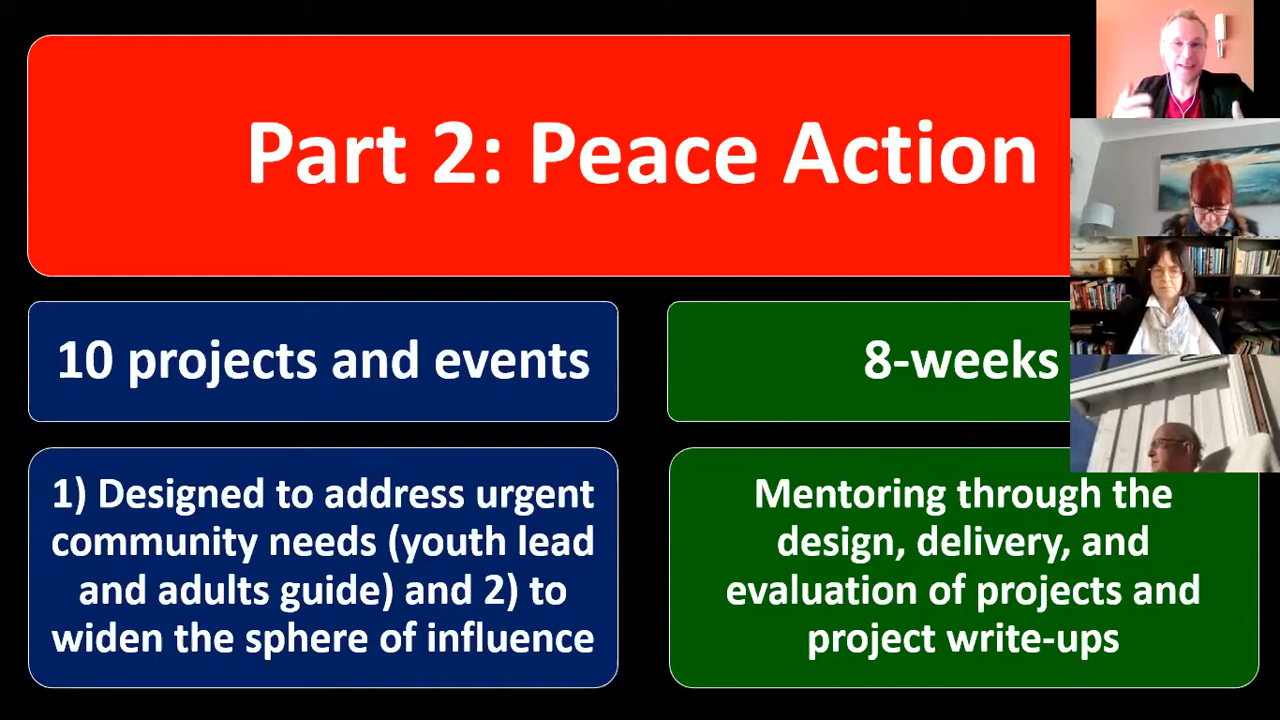 Part 2: Peace Action
10 projects and events
8-weeks
1) Designed to address urgent
community needs (youth lead
and adults guide) and 2) to
widen the sphere of influence
Mentoring through the
design, delivery, and
evaluation of projects and
project write-ups